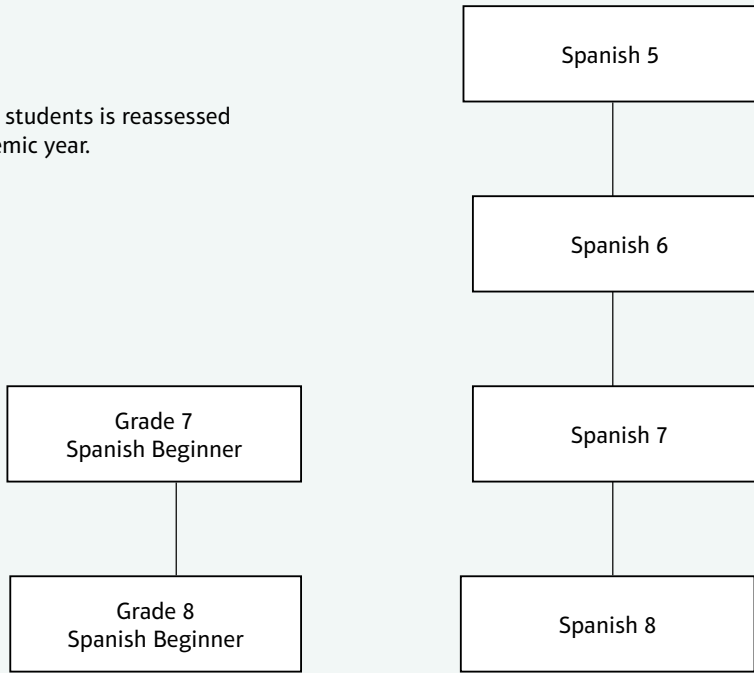 Spanish 5
students is reassessed
emic year.
Spanish 6
Grade 7
Spanish Beginner
Spanish 7
Grade 8
Spanish Beginner
Spanish 8